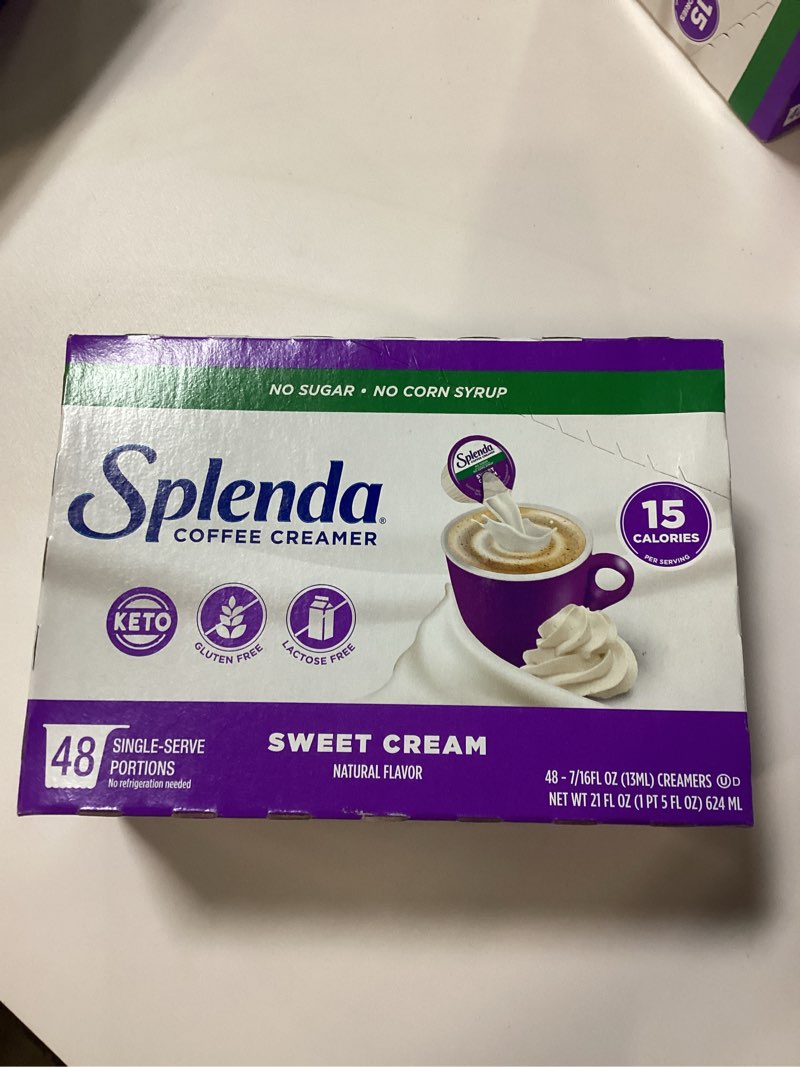 15
NO SUGAR • NO CORN SYRUP
Splenda®
COFFEE CREAMER
Splenda
15
CALORIES
PER SERVING
KETO
GLUTEN FREE
LACTOSE FREE
48
SINGLE-SERVE
PORTIONS
No refrigeration needed
SWEET CREAM
NATURAL FLAVOR
48 - 7/16FL OZ (13ML) CREAMERS ⓊD
NET WT 21 FL OZ (1 PT 5 FL OZ) 624 ML